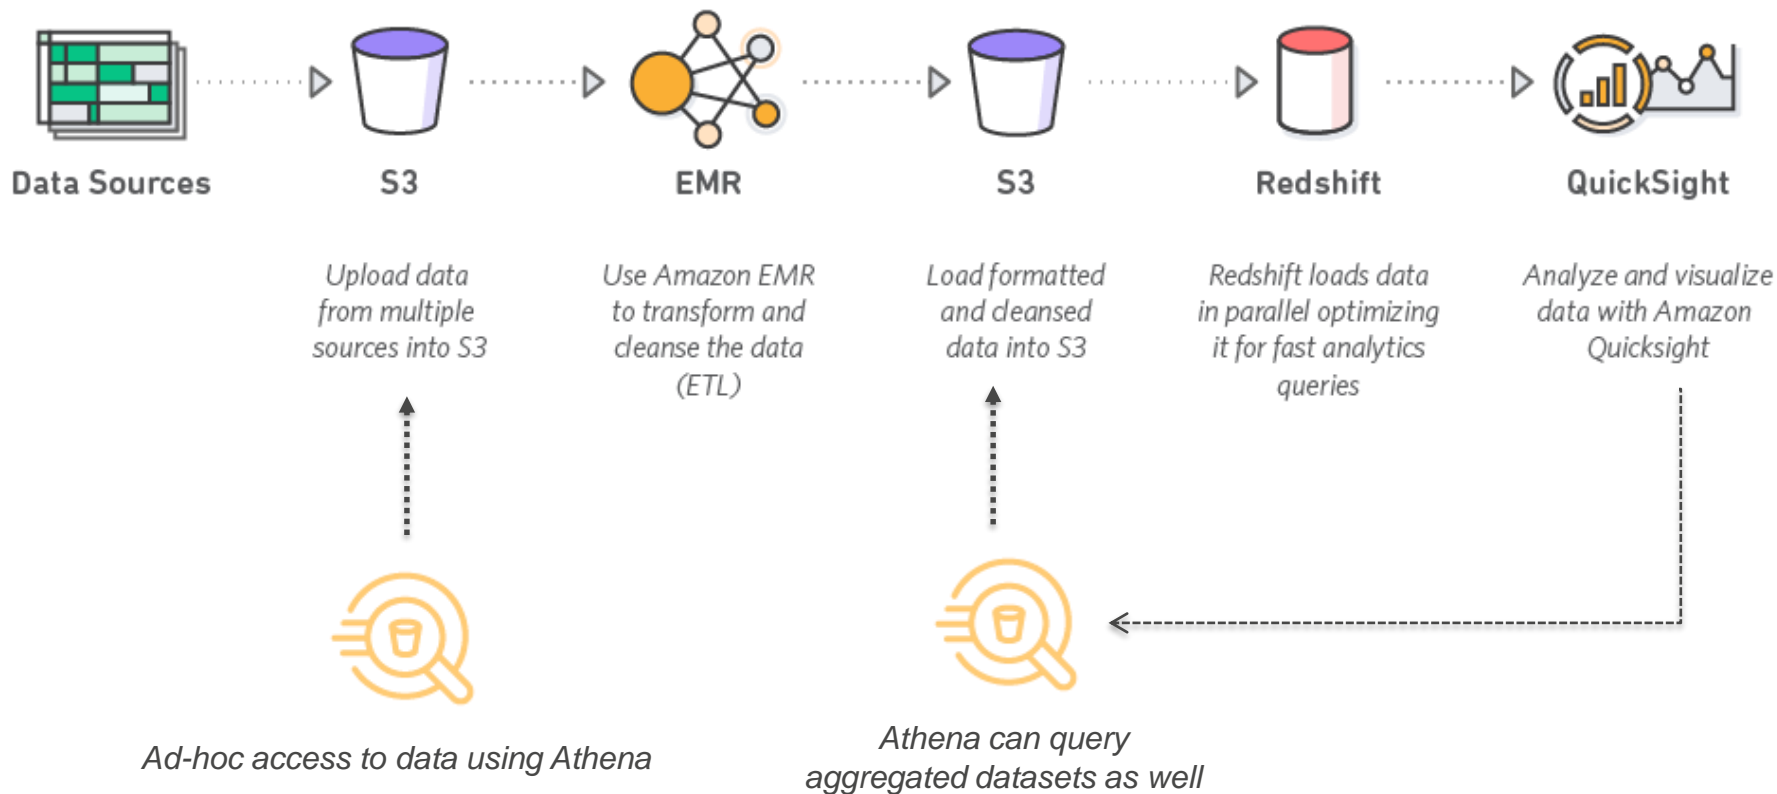 Data Sources
S3
EMR
S3
Redshift
QuickSight
Upload data
from multiple
sources into S3
Use Amazon EMR
to transform and
cleanse the data
(ETL)
Load formatted
and cleansed
data into S3
Redshift loads data
in parallel optimizing
it for fast analytics
queries
Analyze and visualize
data with Amazon
Quicksight
Ad-hoc access to data using Athena
Athena can query
aggregated datasets as well